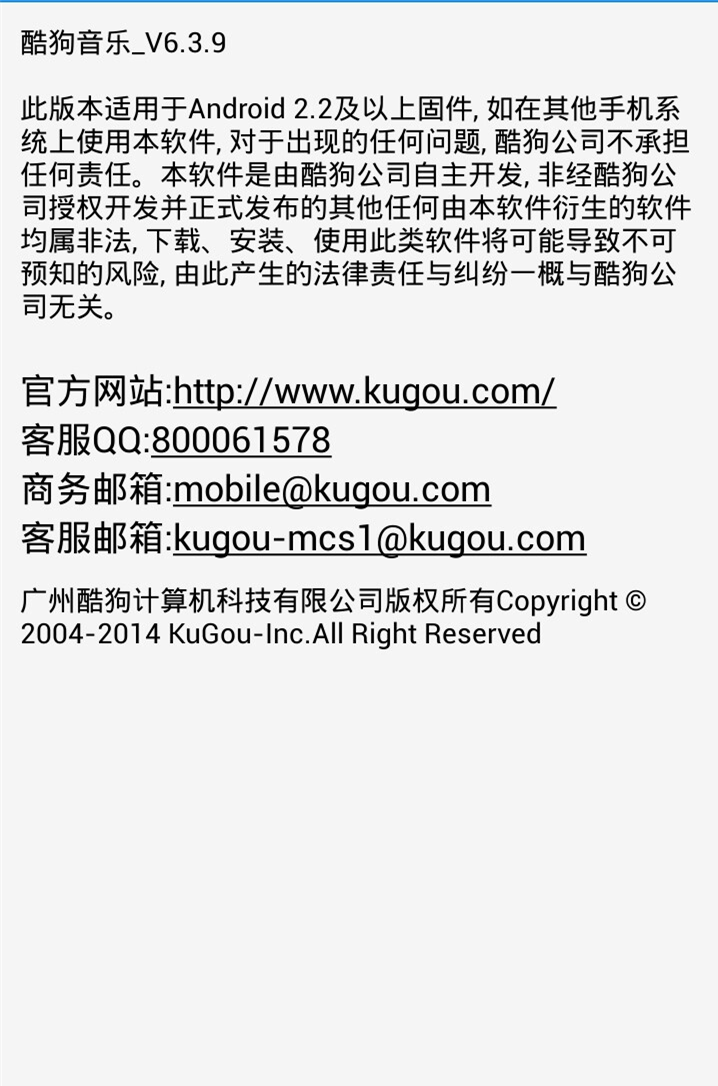 酷狗音乐_V6.3.9
此版本适用于Android 2.2及以上固件, 如在其他手机系
统上使用本软件, 对于出现的任何问题, 酷狗公司不承担
任何责任。本软件是由酷狗公司自主开发, 非经酷狗公
司授权开发并正式发布的其他任何由本软件衍生的软件
均属非法, 下载、安装、使用此类软件将可能导致不可
预知的风险, 由此产生的法律责任与纠纷一概与酷狗公
司无关。
官方网站:http://www.kugou.com/
客服QQ:800061578
商务邮箱:mobile@kugou.com
客服邮箱:kugou-mcs1@kugou.com
广州酷狗计算机科技有限公司版权所有Copyright ©
2004-2014 KuGou-Inc.All Right Reserved